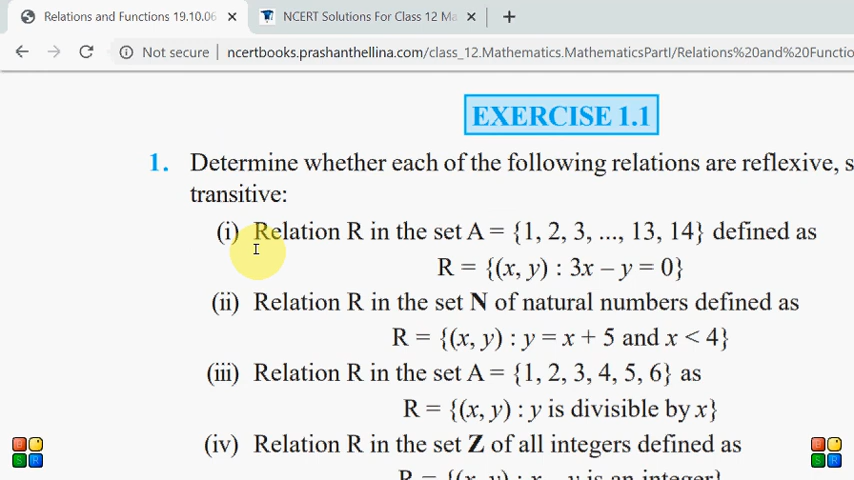 Relations and Functions 19.10.06
NCERT Solutions For Class 12 Ma
Not secure
ncertbooks.prashanthellina.com/class_12.Mathematics.MathematicsPartI/Relations%20and%20Functio
EXERCISE 1.1
1. Determine whether each of the following relations are reflexive, s
transitive:
(i) Relation R in the set A = {1, 2, 3, ..., 13, 14} defined as
R = {(x, y) : 3x – y = 0}
(ii) Relation R in the set N of natural numbers defined as
R = {(x, y) : y = x + 5 and x < 4}
(iii) Relation R in the set A = {1, 2, 3, 4, 5, 6} as
R = {(x, y) : y is divisible by x}
(iv) Relation R in the set Z of all integers defined as
R = {(x, y) : x – y is an integer}